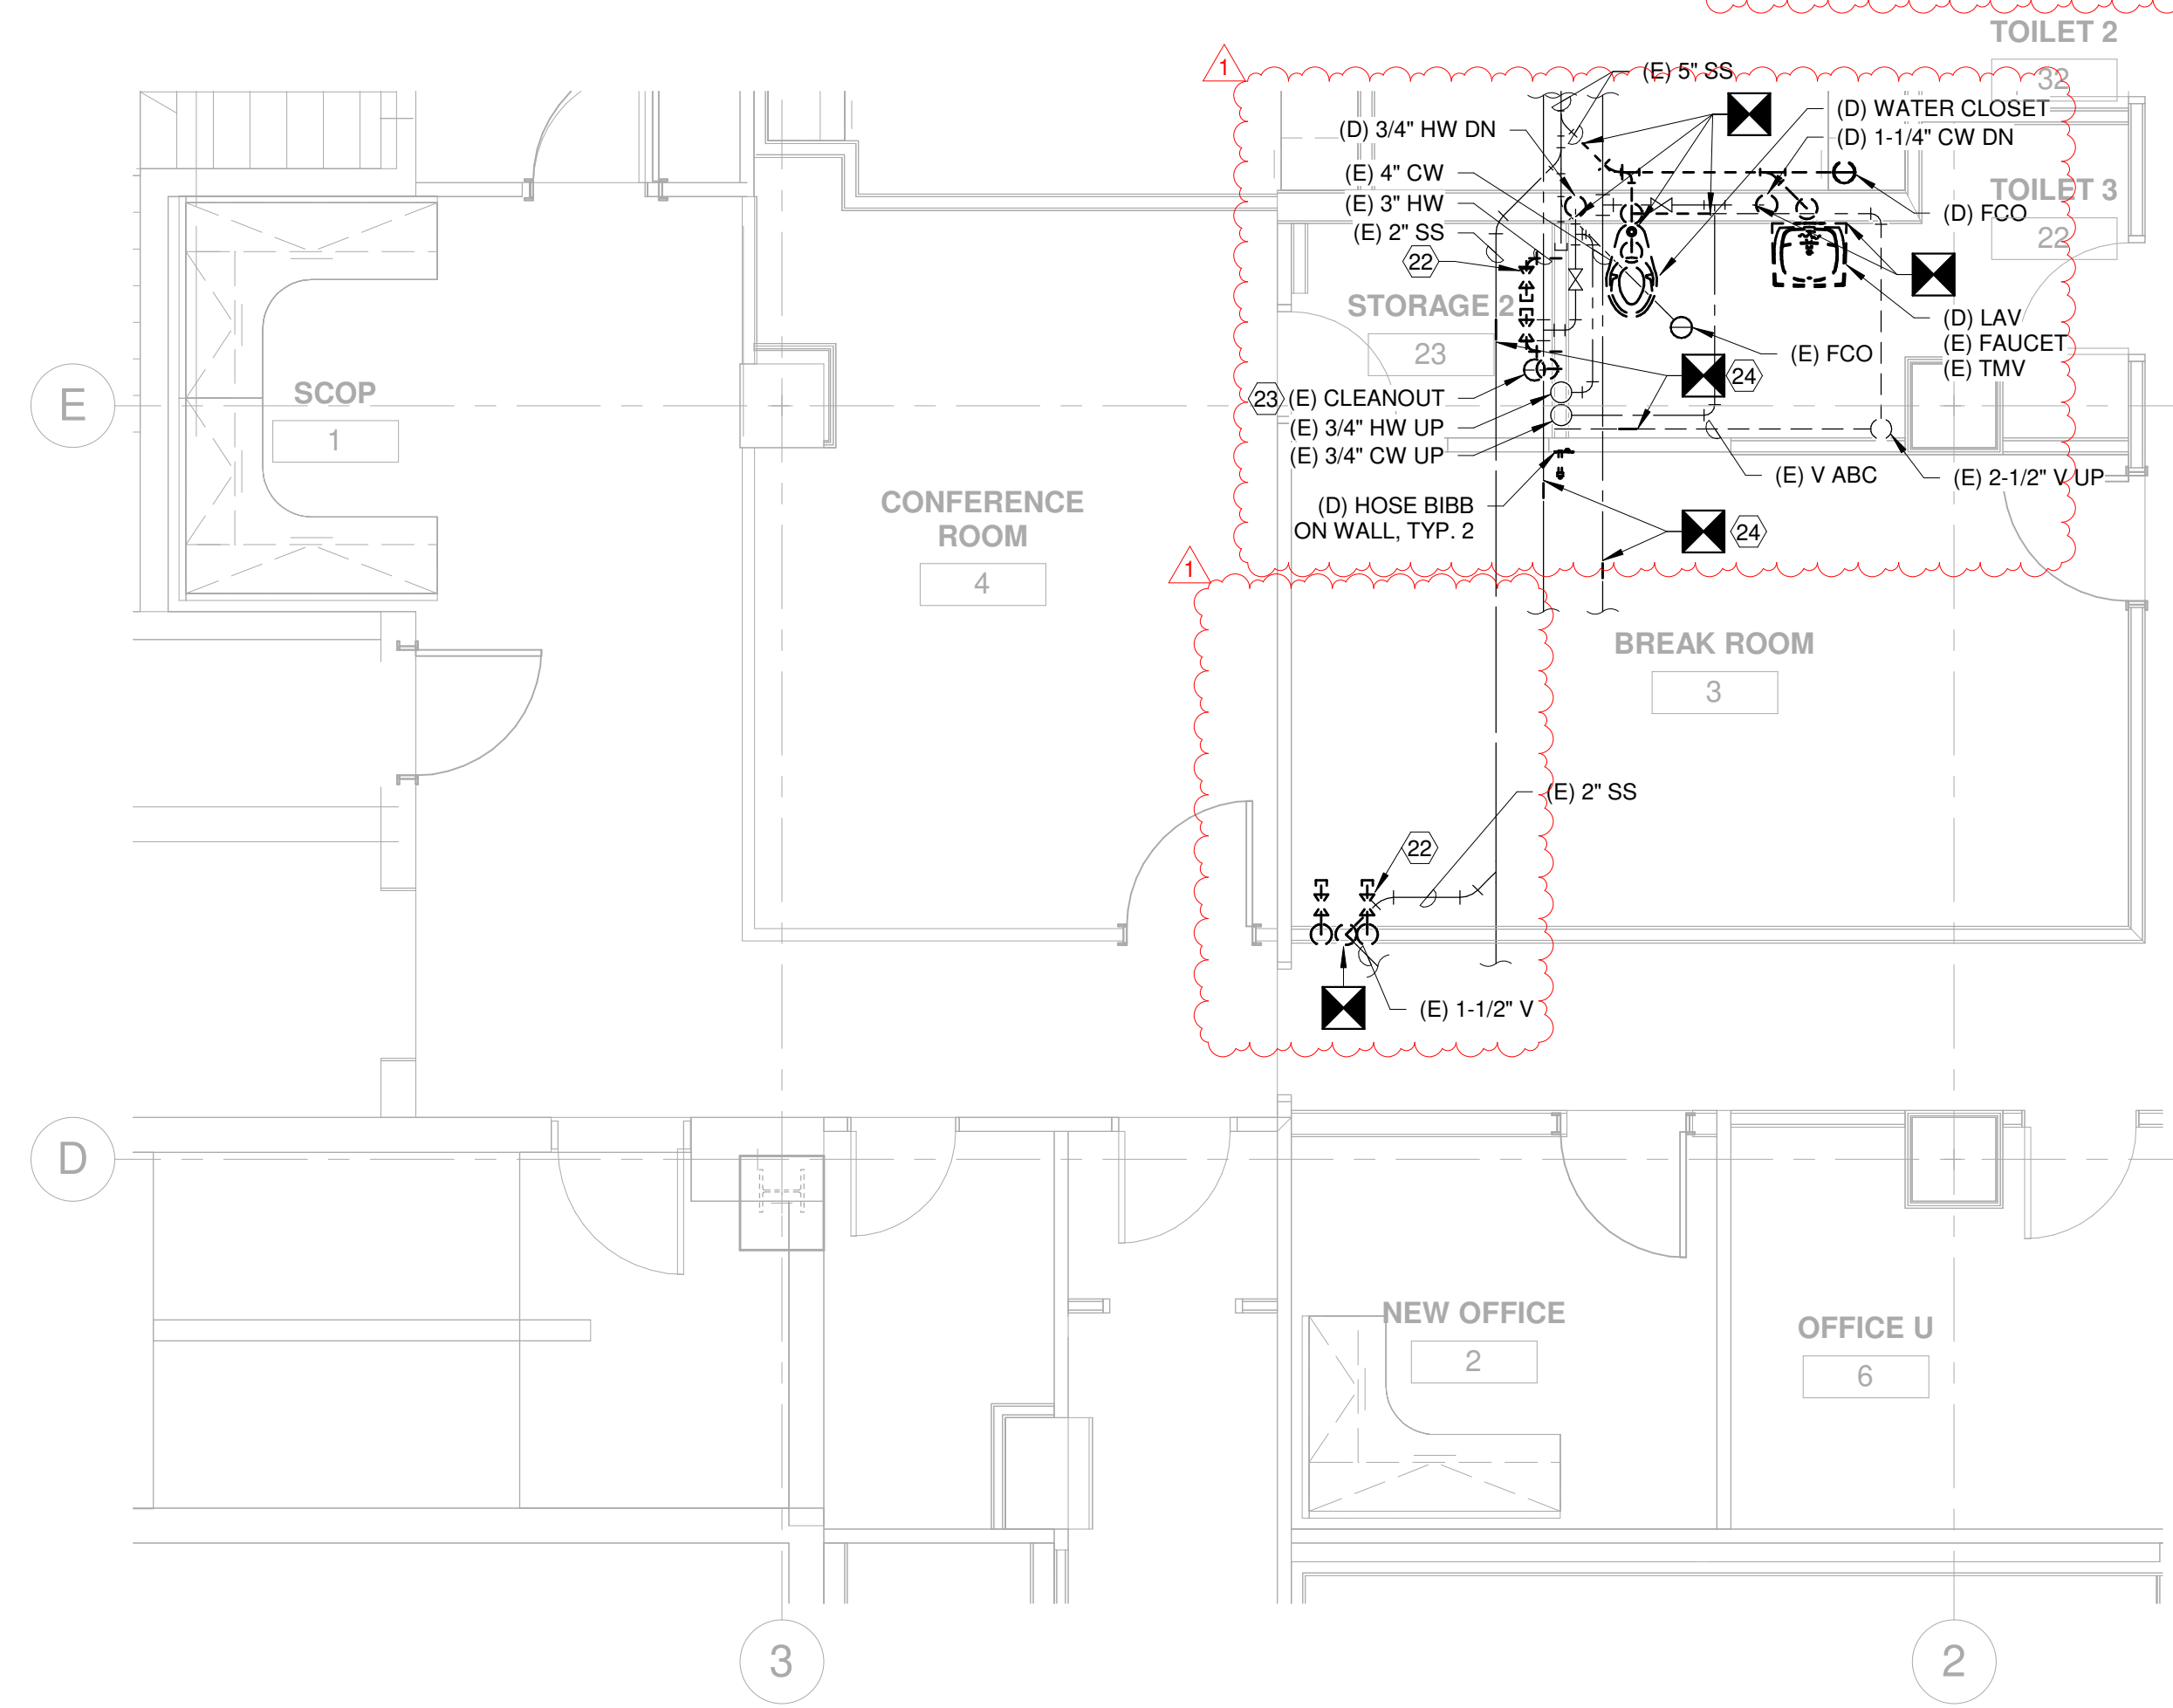 TOILET 2
32
1
(E) 5" SS
(D) WATER CLOSET
(D) 3/4" HW DN
(D) 1-1/4" CW DN
(E) 4" CW
TOILET 3
22
(E) 3" HW
(D) FCO
(E) 2" SS
22
STORAGE 2
23
(D) LAV
(E) FAUCET
(E) TMV
(E) FCO
24
E
SCOP
1
23
(E) CLEANOUT
(E) 3/4" HW UP
(E) 3/4" CW UP
(E) V ABC
(E) 2-1/2" V UP
CONFERENCE
ROOM
4
(D) HOSE BIBB
ON WALL, TYP. 2
24
1
BREAK ROOM
3
(E) 2" SS
22
(E) 1-1/2" V
D
NEW OFFICE
2
OFFICE U
6
3
2